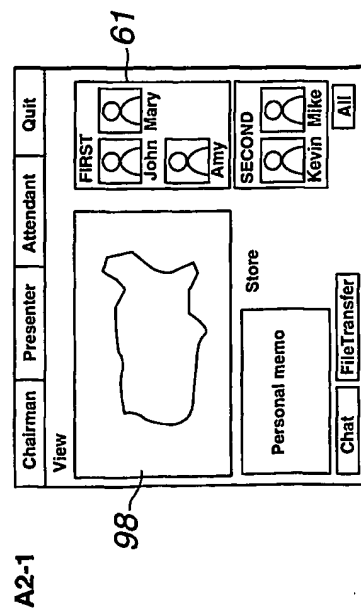 A2-1
Chairman Presenter Attendant Quit
View
98
61
FIRST
John Mary
Amy
SECOND
Kevin Mike
All
Store
Personal memo
Chat FileTransfer